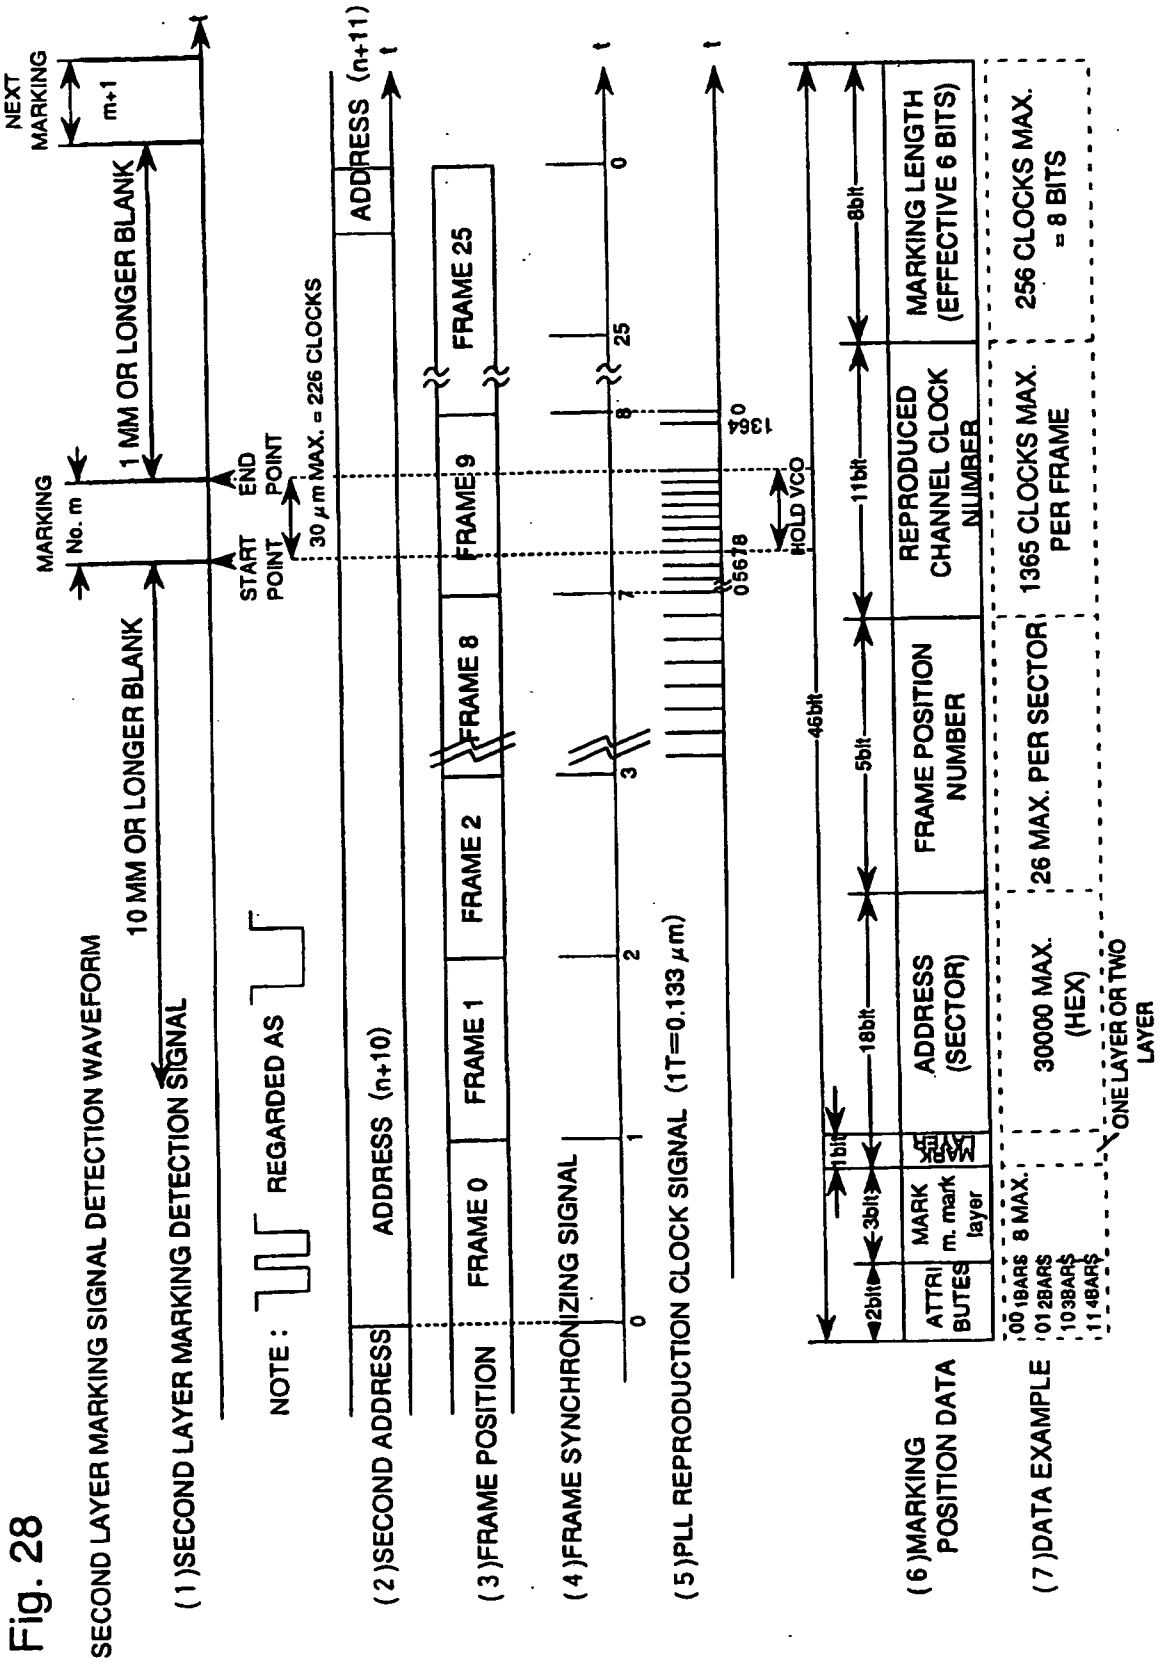 Fig. 28
SECOND LAYER MARKING SIGNAL DETECTION WAVEFORM
NEXT
MARKING
m+1
MARKING
No. m
10 MM OR LONGER BLANK
1 MM OR LONGER BLANK
t
(1)SECOND LAYER MARKING DETECTION SIGNAL
START
POINT
END
POINT
NOTE :
REGARDED AS
30 μm MAX. = 226 CLOCKS
(2)SECOND ADDRESS
ADDRESS (n+10)
ADDRESS (n+11)
t
(3)FRAME POSITION
FRAME 0
FRAME 1
FRAME 2
FRAME 8
FRAME 9
FRAME 25
(4)FRAME SYNCHRONIZING SIGNAL
t
0
1
2
3
7
8
25
0
(5)PLL REPRODUCTION CLOCK SIGNAL (1T=0.133 μm)
t
05678
1364
0
HOLD VCO
46bit
2bit
3bit
1bit
18bit
5bit
11bit
8bit
(6)MARKING
POSITION DATA
ATTRI
BUTES
MARK
m. mark
layer
MARK
LAYER
ADDRESS
(SECTOR)
FRAME POSITION
NUMBER
REPRODUCED
CHANNEL CLOCK
NUMBER
MARKING LENGTH
(EFFECTIVE 6 BITS)
(7)DATA EXAMPLE
00 1BARS
01 2BARS
10 3BARS
11 4BARS
8 MAX.
30000 MAX.
(HEX)
26 MAX. PER SECTOR
1365 CLOCKS MAX.
PER FRAME
256 CLOCKS MAX.
= 8 BITS
ONE LAYER OR TWO
LAYER